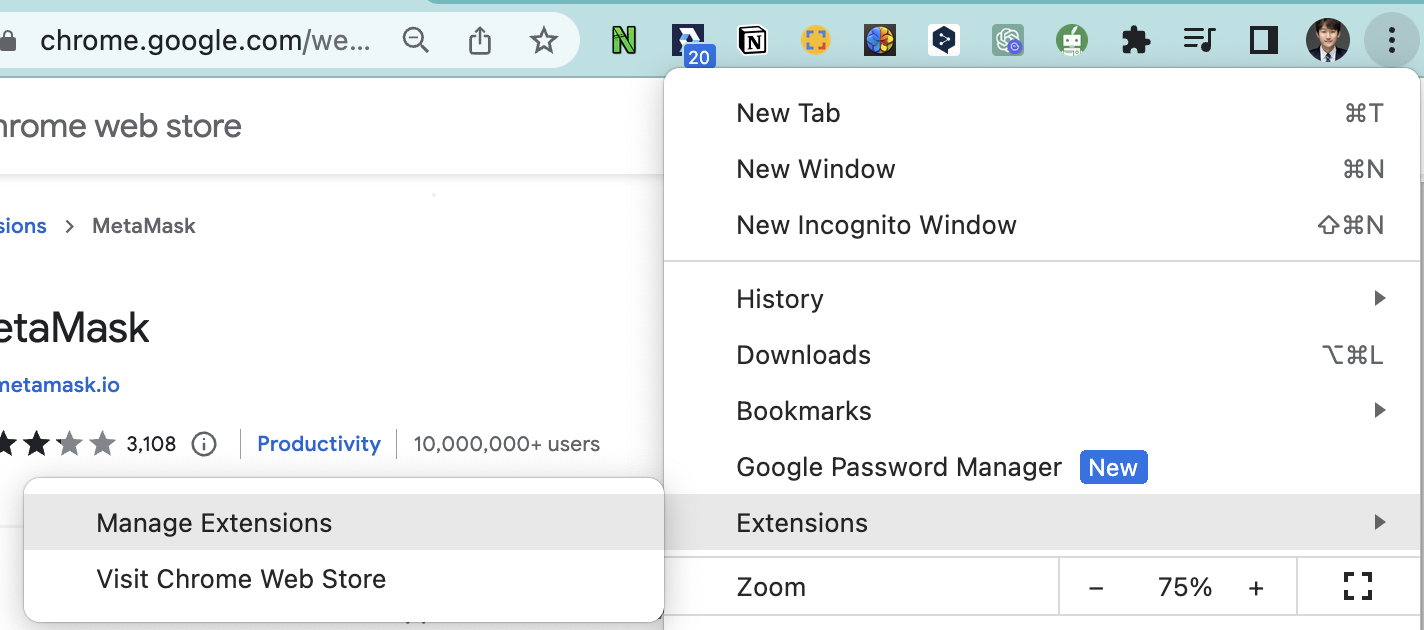 chrome.google.com/we...
20
hrome web store
sions > MetaMask
etaMask
metamask.io
3,108
Productivity
10,000,000+ users
New Tab ⌘T
New Window ⌘N
New Incognito Window ⇧⌘N
History
Downloads ⌥⌘L
Bookmarks
Google Password Manager New
Extensions
Manage Extensions
Visit Chrome Web Store
Zoom − 75% +